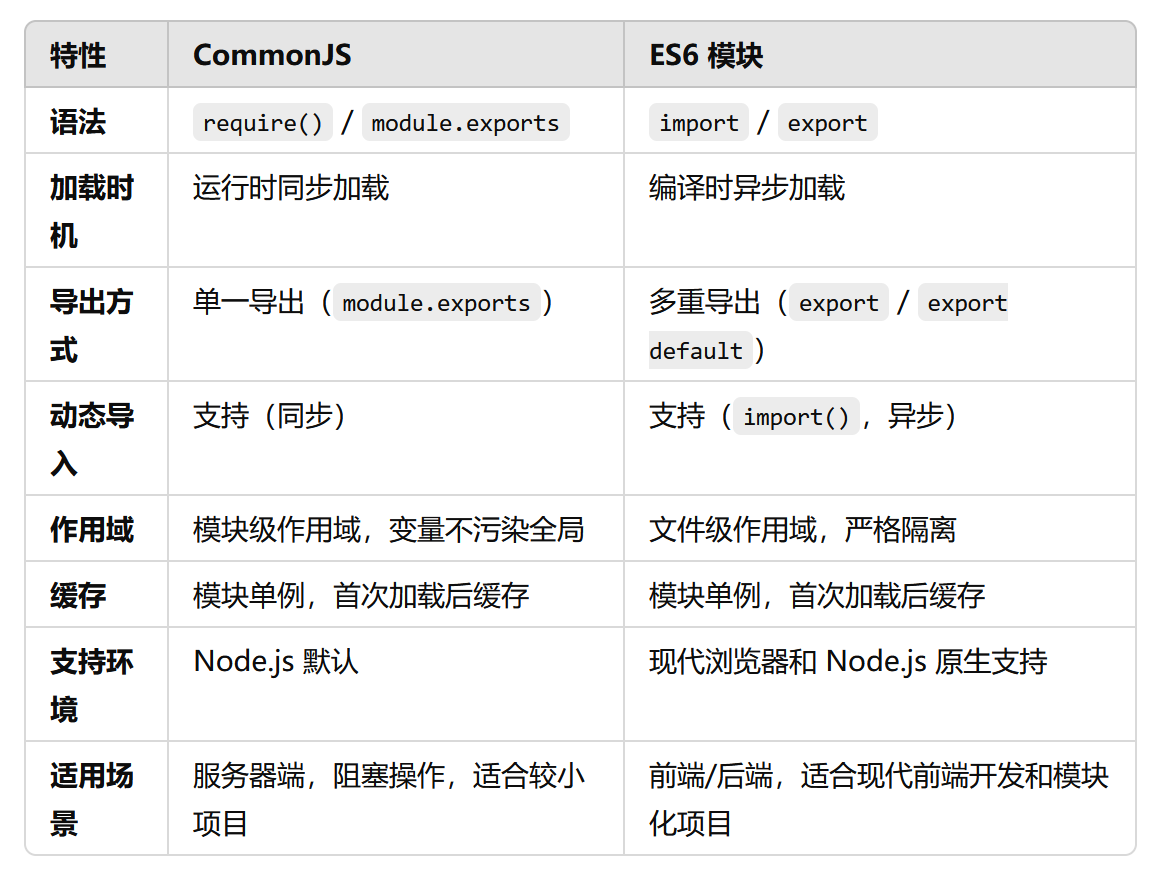 特性 CommonJS ES6 模块
语法 require() / module.exports import / export
加载时 运行时同步加载 编译时异步加载
机
导出方 单一导出（module.exports） 多重导出（export / export
式 default）
动态导 支持（同步） 支持（import()，异步）
入
作用域 模块级作用域，变量不污染全局 文件级作用域，严格隔离
缓存 模块单例，首次加载后缓存 模块单例，首次加载后缓存
支持环 Node.js 默认 现代浏览器和 Node.js 原生支持
境
适用场 服务器端，阻塞操作，适合较小 前端/后端，适合现代前端开发和模块
景 项目 化项目